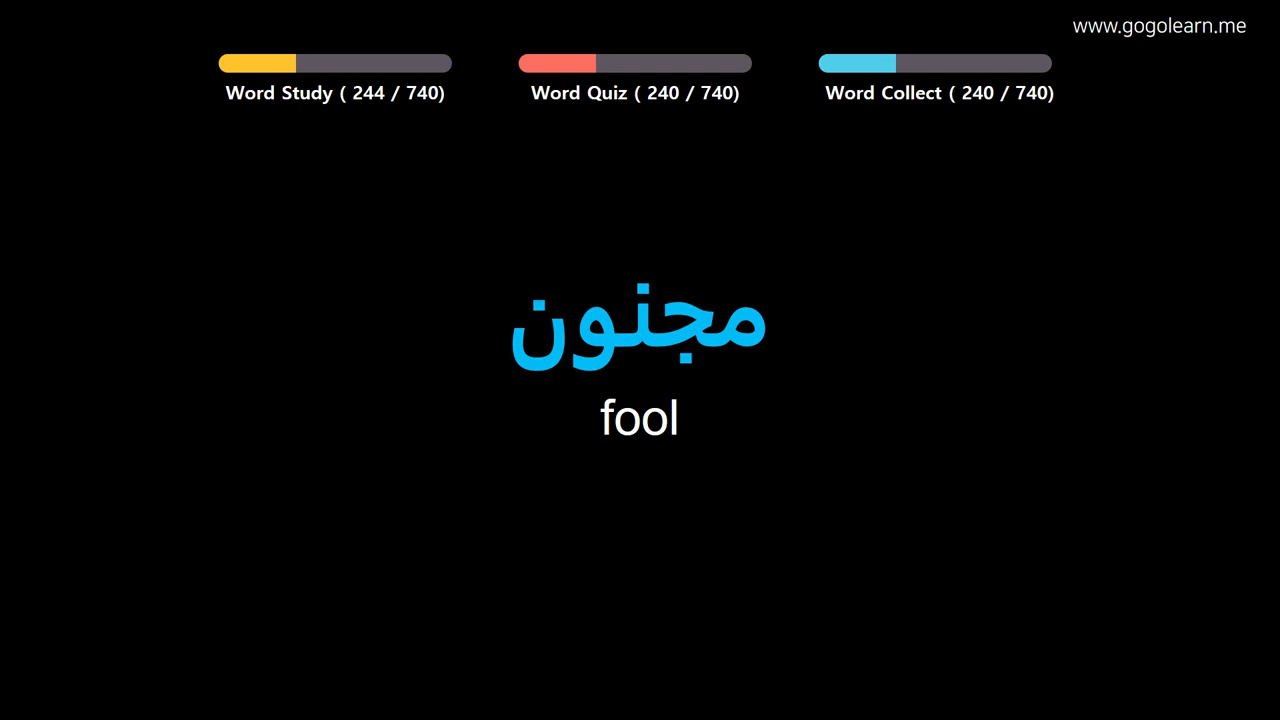 www.gogolearn.me
Word Study ( 244 / 740)
Word Quiz ( 240 / 740)
Word Collect ( 240 / 740)
مجنون
fool